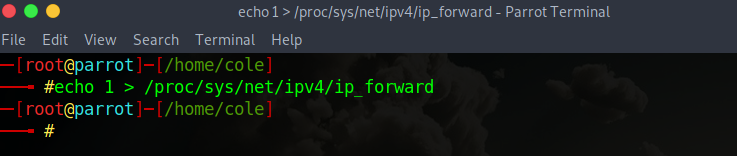 echo 1 > /proc/sys/net/ipv4/ip_forward - Parrot Terminal
File Edit View Search Terminal Help
─[root@parrot]─[/home/cole]
──╼ #echo 1 > /proc/sys/net/ipv4/ip_forward
─[root@parrot]─[/home/cole]
──╼ #